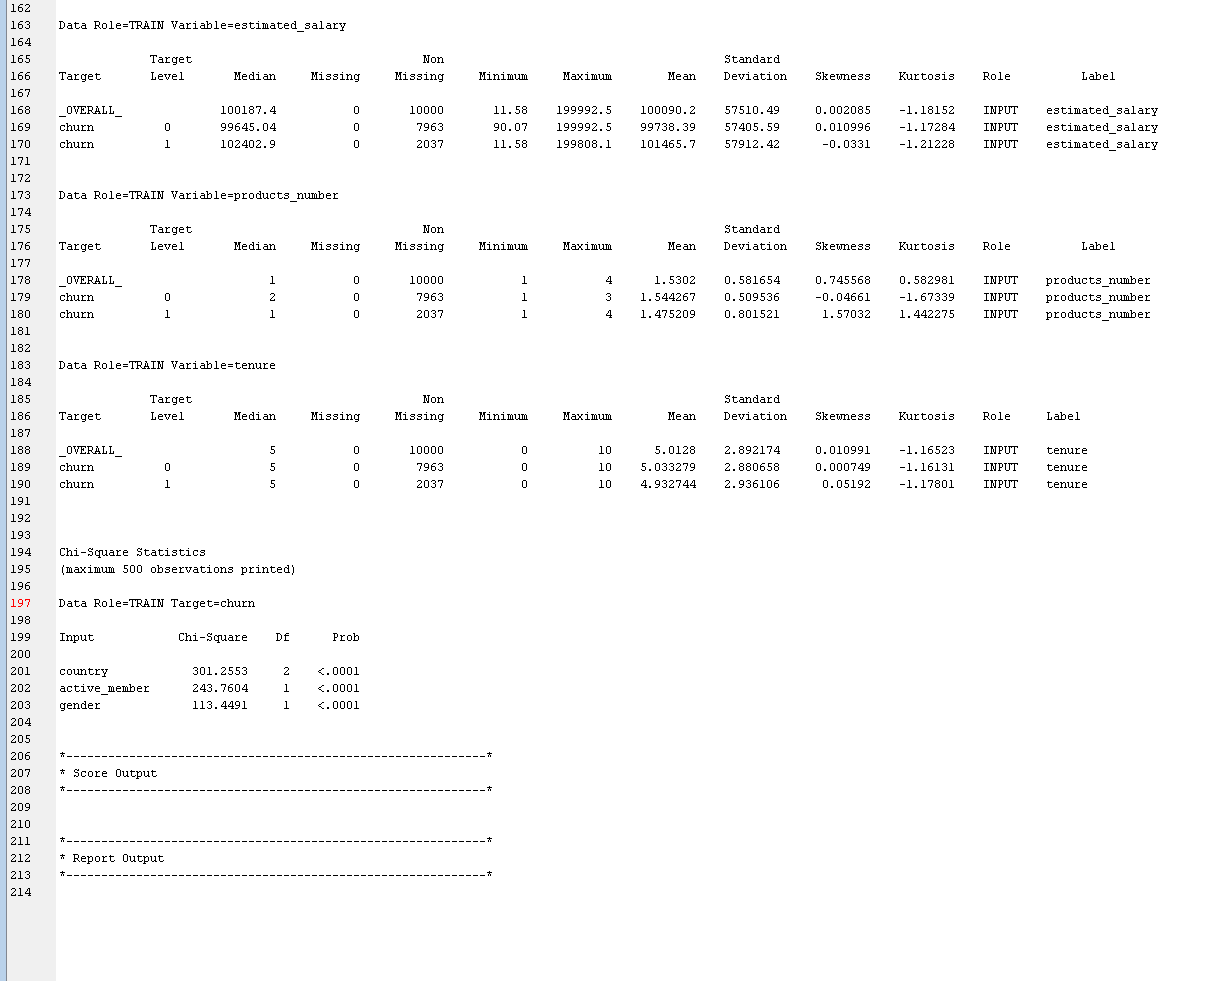 162
163 Data Role=TRAIN Variable=estimated_salary
164
165 Target Non Standard
166 Target Level Median Missing Missing Minimum Maximum Mean Deviation Skewness Kurtosis Role Label
167
168 _OVERALL_ 100187.4 0 10000 11.58 199992.5 100090.2 57510.49 0.002085 -1.18152 INPUT estimated_salary
169 churn 0 99645.04 0 7963 90.07 199992.5 99738.39 57405.59 0.010996 -1.17284 INPUT estimated_salary
170 churn 1 102402.9 0 2037 11.58 199808.1 101465.7 57912.42 -0.0331 -1.21228 INPUT estimated_salary
171
172
173 Data Role=TRAIN Variable=products_number
174
175 Target Non Standard
176 Target Level Median Missing Missing Minimum Maximum Mean Deviation Skewness Kurtosis Role Label
177
178 _OVERALL_ 1 0 10000 1 4 1.5302 0.581654 0.745568 0.582981 INPUT products_number
179 churn 0 2 0 7963 1 3 1.544267 0.509536 -0.04661 -1.67339 INPUT products_number
180 churn 1 1 0 2037 1 4 1.475209 0.801521 1.57032 1.442275 INPUT products_number
181
182
183 Data Role=TRAIN Variable=tenure
184
185 Target Non Standard
186 Target Level Median Missing Missing Minimum Maximum Mean Deviation Skewness Kurtosis Role Label
187
188 _OVERALL_ 5 0 10000 0 10 5.0128 2.892174 0.010991 -1.16523 INPUT tenure
189 churn 0 5 0 7963 0 10 5.033279 2.880658 0.000749 -1.16131 INPUT tenure
190 churn 1 5 0 2037 0 10 4.932744 2.936106 0.05192 -1.17801 INPUT tenure
191
192
193
194 Chi-Square Statistics
195 (maximum 500 observations printed)
196
197 Data Role=TRAIN Target=churn
198
199 Input Chi-Square Df Prob
200
201 country 301.2553 2 <.0001
202 active_member 243.7604 1 <.0001
203 gender 113.4491 1 <.0001
204
205
206 *------------------------------------------------------------*
207 * Score Output
208 *------------------------------------------------------------*
209
210
211 *------------------------------------------------------------*
212 * Report Output
213 *------------------------------------------------------------*
214